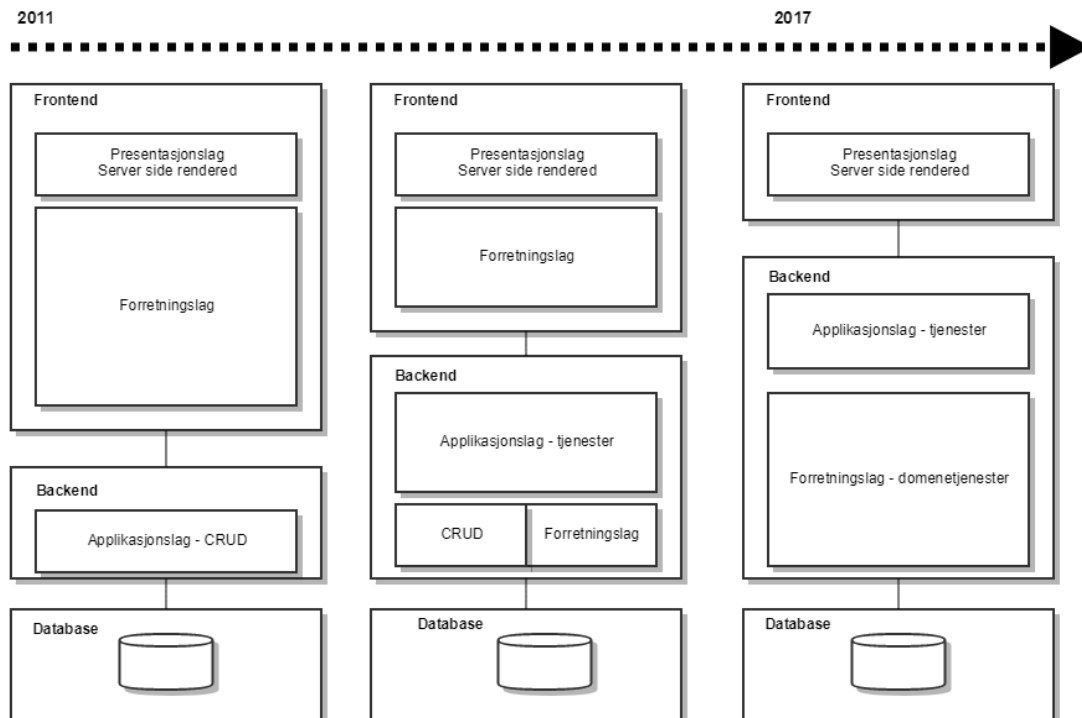 2011
2017
Frontend
Presentasjonslag
Server side rendered
Forretningslag
Backend
Applikasjonslag - CRUD
Database
Frontend
Presentasjonslag
Server side rendered
Forretningslag
Backend
Applikasjonslag - tjenester
CRUD
Forretningslag
Database
Frontend
Presentasjonslag
Server side rendered
Backend
Applikasjonslag - tjenester
Forretningslag - domenetjenester
Database